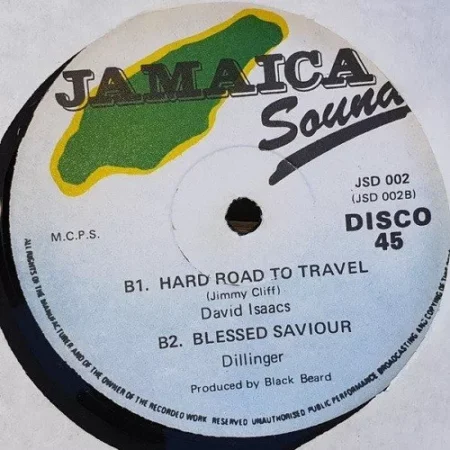 JAMAICA
Sound
JSD 002
(JSD 002B)
M.C.P.S.
DISCO
45
B1. HARD ROAD TO TRAVEL
(Jimmy Cliff)
David Isaacs
B2. BLESSED SAVIOUR
Dillinger
Produced by Black Beard
ALL RIGHTS OF THE MANUFACTURER AND OF THE OWNER OF THE RECORDED WORK RESERVED UNAUTHORISED PUBLIC PERFORMANCE BROADCASTING AND COPYING OF